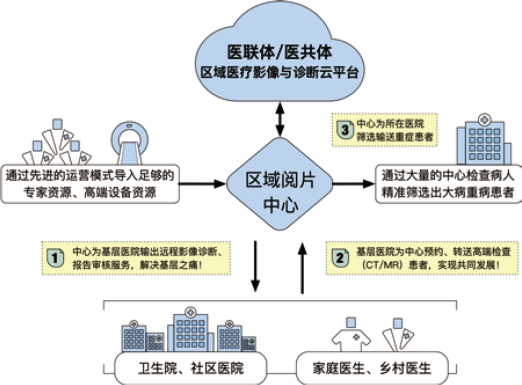 医联体/医共体
区域医疗影像与诊断云平台
3
中心为所在医院
筛选输送重症患者
通过先进的运营模式导入足够的
专家资源、高端设备资源
区域阅片
中心
通过大量的中心检查病人
精准筛选出大病重病患者
1
中心为基层医院输出远程影像诊断、
报告审核服务，解决基层之痛！
2
基层医院为中心预约、转送高端检查
（CT/MR）患者，实现共同发展！
卫生院、社区医院
家庭医生、乡村医生